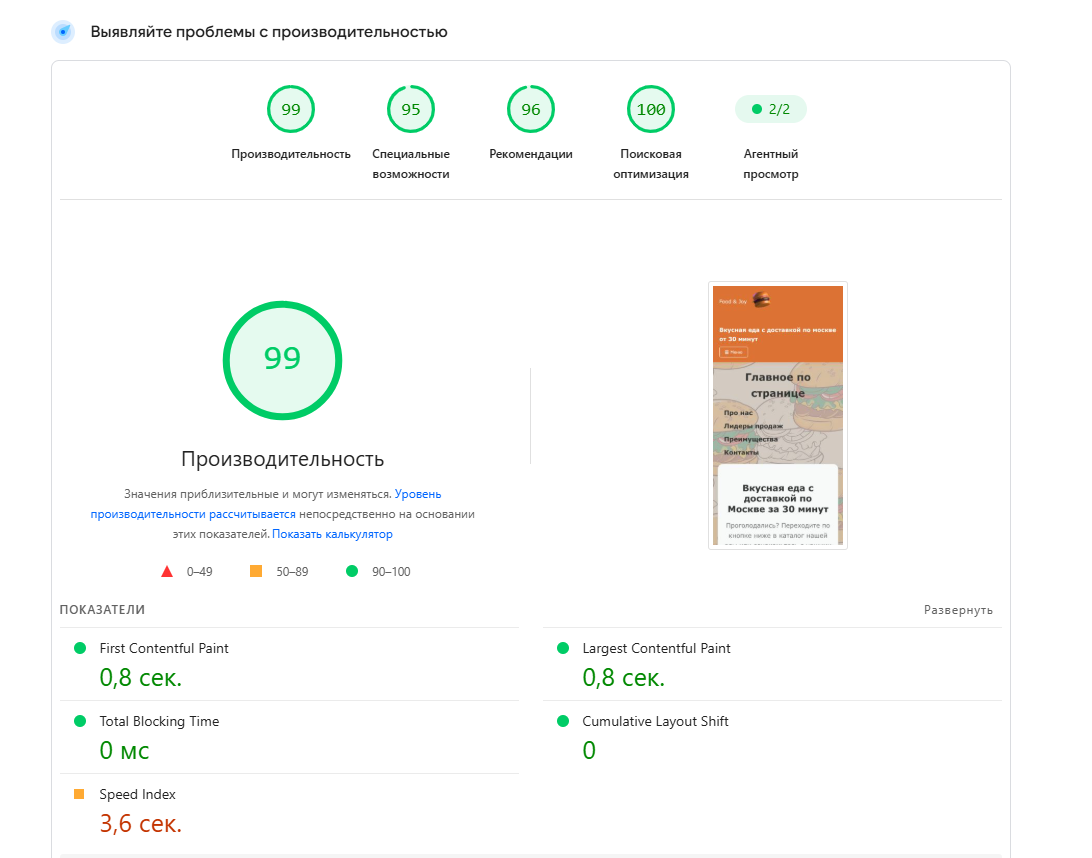 Выявляйте проблемы с производительностью
99
95
96
100
2/2
Производительность
Специальные
возможности
Рекомендации
Поисковая
оптимизация
Агентный
просмотр
99
Производительность
Значения приблизительные и могут изменяться. Уровень
производительности рассчитывается непосредственно на основании
этих показателей. Показать калькулятор
0–49
50–89
90–100
Food & Joy
Вкусная еда с доставкой по москве
от 30 минут
Меню
Главное по
странице
Про нас
Лидеры продаж
Преимущества
Контакты
Вкусная еда с
доставкой по
Москве за 30 минут
Проголодались? Переходите по
кнопке ниже в каталог нашей
ПОКАЗАТЕЛИ
Развернуть
First Contentful Paint
0,8 сек.
Largest Contentful Paint
0,8 сек.
Total Blocking Time
0 мс
Cumulative Layout Shift
0
Speed Index
3,6 сек.